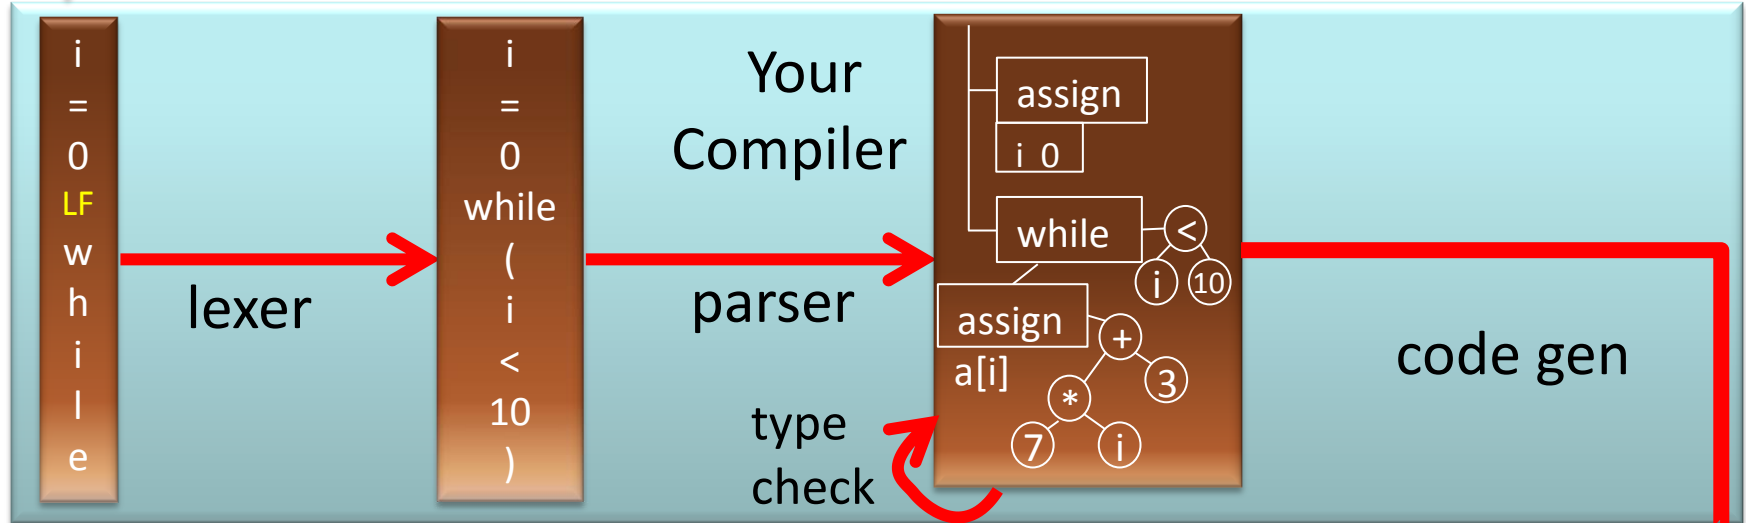 i
=
0
LF
w
h
i
l
e
lexer
i
=
0
while
(
i
<
10
)
Your
Compiler
parser
type
check
assign
i 0
while
<
i 10
assign
a[i]
+
3
*
7 i
code gen